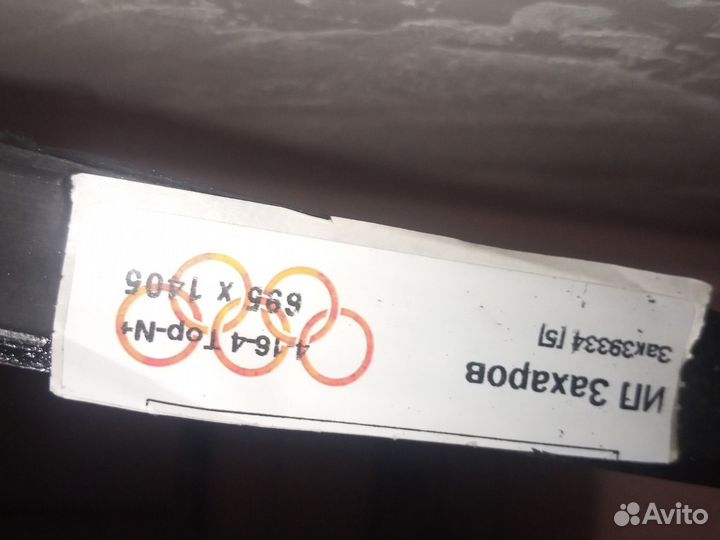 ИП Захаров
Зак39334 [5]
4-16-4 Top-N+
695 x 1405
Avito